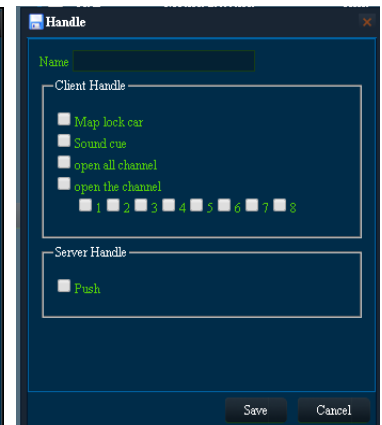 Handle
Name
Client Handle
Map lock car
Sound cue
open all channel
open the channel
1 2 3 4 5 6 7 8
Server Handle
Push
Save Cancel